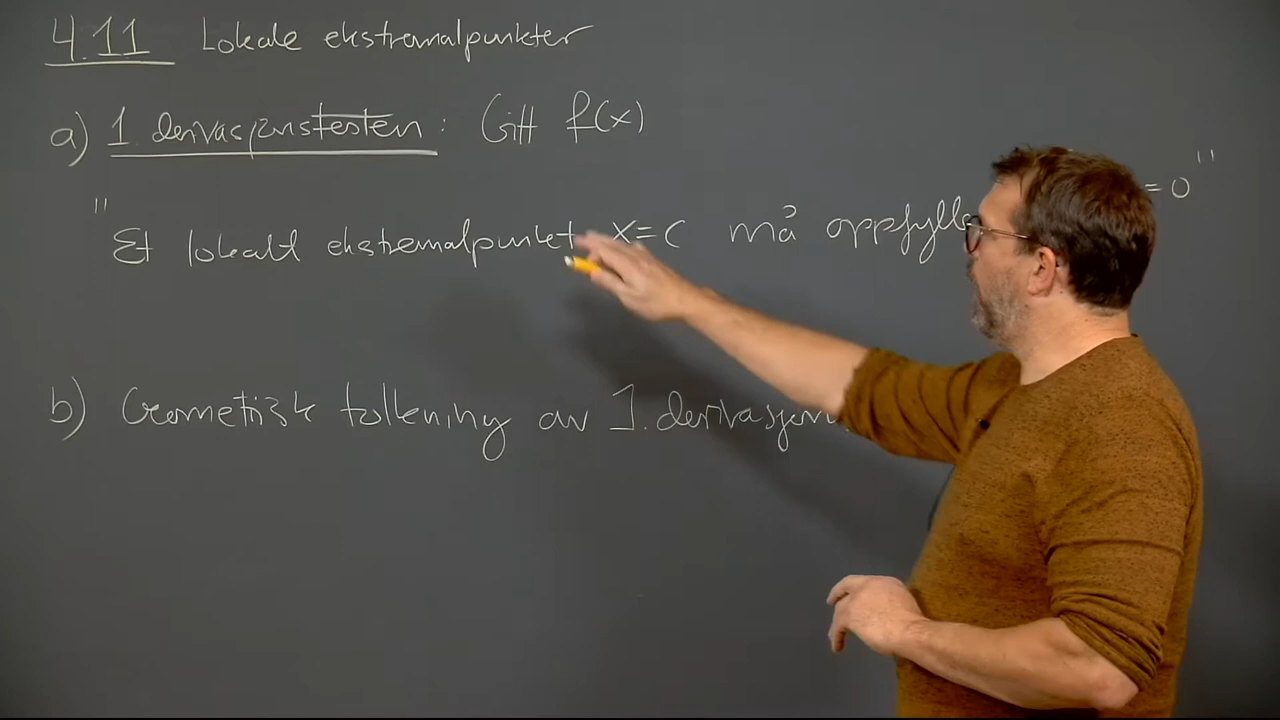 4.11 Lokale ekstremalpunkter
a) 1. derivasjonstesten: Gitt f(x)
" Et lokalt ekstremalpunkt x=c må oppfylle = 0 "
b) Geometrisk tolkning av 1. derivasjon